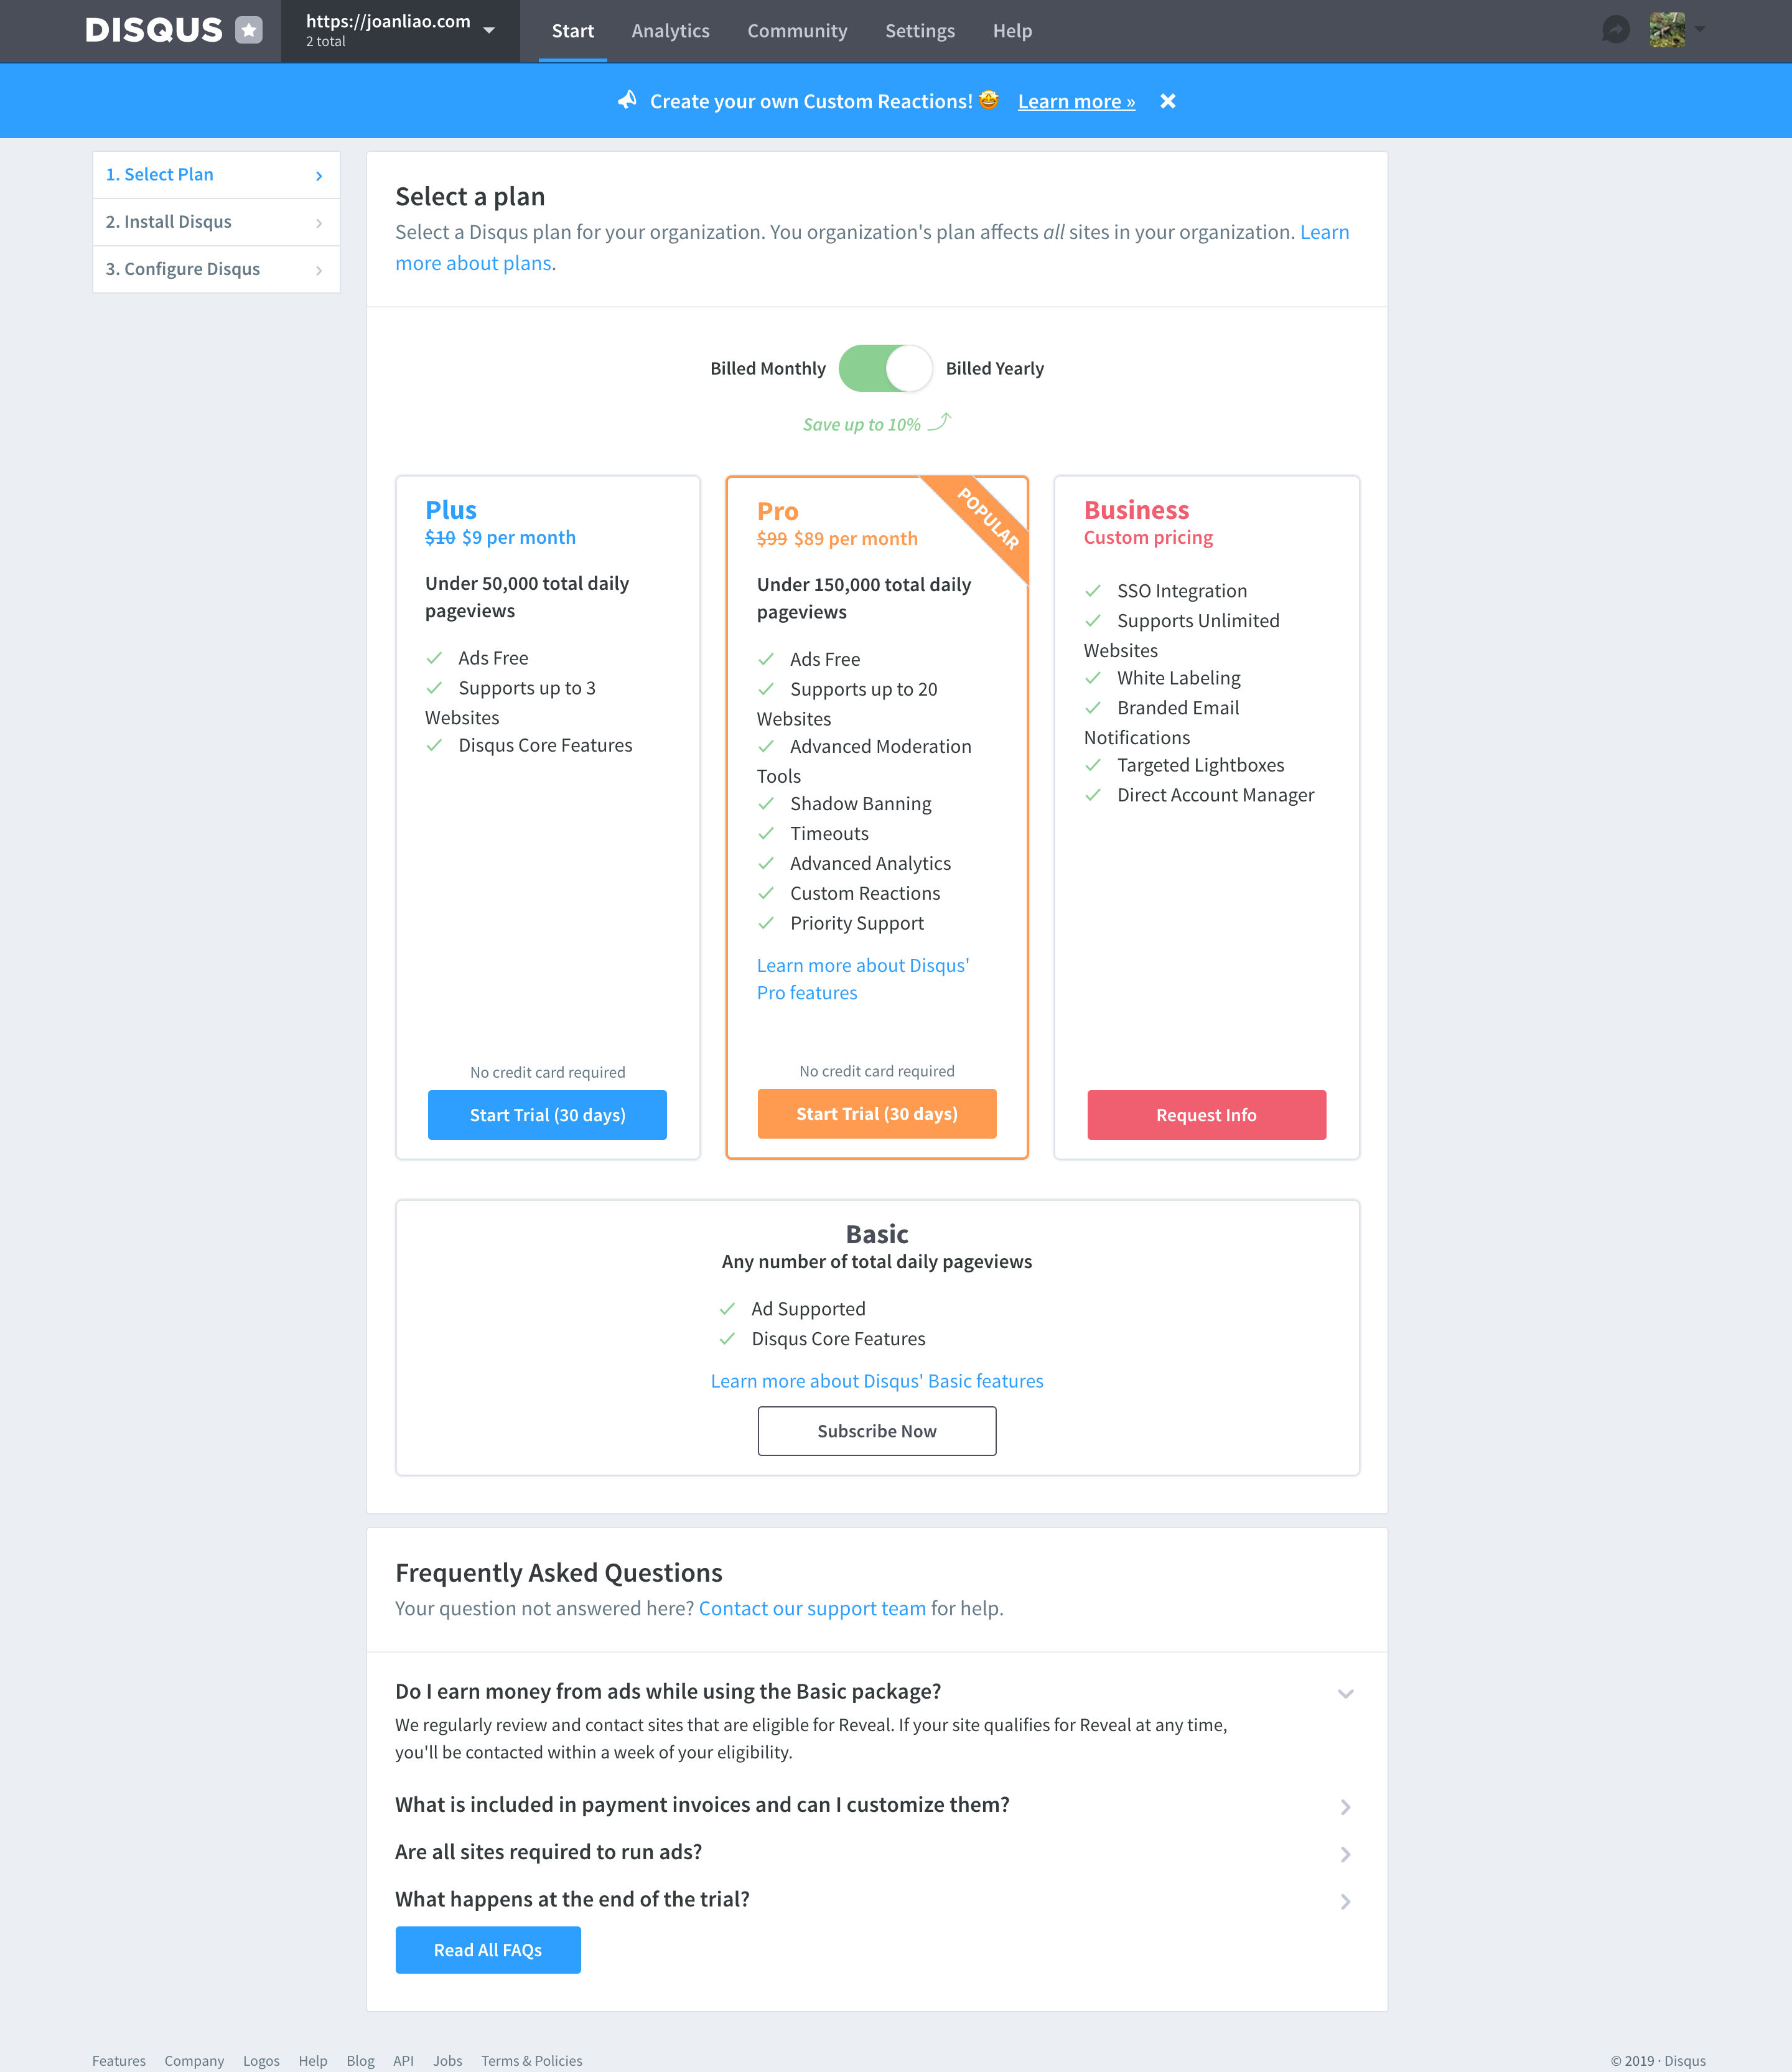 DISQUS
https://joanliao.com
2 total
Start
Analytics
Community
Settings
Help
Create your own Custom Reactions! 🤩 Learn more »
1. Select Plan
2. Install Disqus
3. Configure Disqus
Select a plan
Select a Disqus plan for your organization. You organization's plan affects all sites in your organization. Learn
more about plans.
Billed Monthly
Billed Yearly
Save up to 10%
Plus
$10 $9 per month
Under 50,000 total daily
pageviews
Ads Free
Supports up to 3
Websites
Disqus Core Features
No credit card required
Start Trial (30 days)
POPULAR
Pro
$99 $89 per month
Under 150,000 total daily
pageviews
Ads Free
Supports up to 20
Websites
Advanced Moderation
Tools
Shadow Banning
Timeouts
Advanced Analytics
Custom Reactions
Priority Support
Learn more about Disqus'
Pro features
No credit card required
Start Trial (30 days)
Business
Custom pricing
SSO Integration
Supports Unlimited
Websites
White Labeling
Branded Email
Notifications
Targeted Lightboxes
Direct Account Manager
Request Info
Basic
Any number of total daily pageviews
Ad Supported
Disqus Core Features
Learn more about Disqus' Basic features
Subscribe Now
Frequently Asked Questions
Your question not answered here? Contact our support team for help.
Do I earn money from ads while using the Basic package?
We regularly review and contact sites that are eligible for Reveal. If your site qualifies for Reveal at any time,
you'll be contacted within a week of your eligibility.
What is included in payment invoices and can I customize them?
Are all sites required to run ads?
What happens at the end of the trial?
Read All FAQs
Features Company Logos Help Blog API Jobs Terms & Policies
© 2019 · Disqus